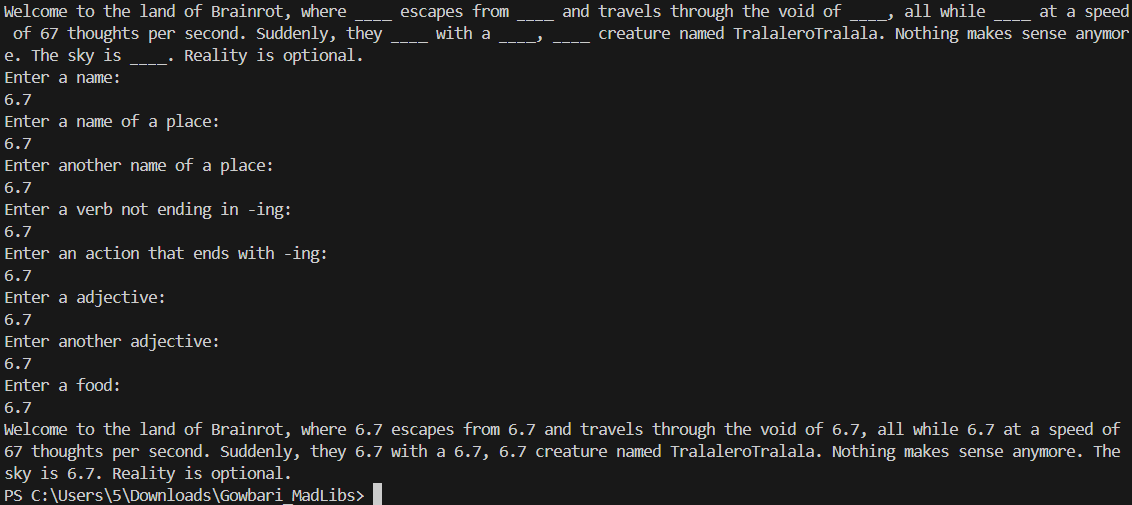 Welcome to the land of Brainrot, where ____ escapes from ____ and travels through the void of ____, all while ____ at a speed
 of 67 thoughts per second. Suddenly, they ____ with a ____, ____ creature named TralaleroTralala. Nothing makes sense anymor
e. The sky is ____. Reality is optional.
Enter a name:
6.7
Enter a name of a place:
6.7
Enter another name of a place:
6.7
Enter a verb not ending in -ing:
6.7
Enter an action that ends with -ing:
6.7
Enter a adjective:
6.7
Enter another adjective:
6.7
Enter a food:
6.7
Welcome to the land of Brainrot, where 6.7 escapes from 6.7 and travels through the void of 6.7, all while 6.7 at a speed of
67 thoughts per second. Suddenly, they 6.7 with a 6.7, 6.7 creature named TralaleroTralala. Nothing makes sense anymore. The
sky is 6.7. Reality is optional.
PS C:\Users\5\Downloads\Gowbari_MadLibs>